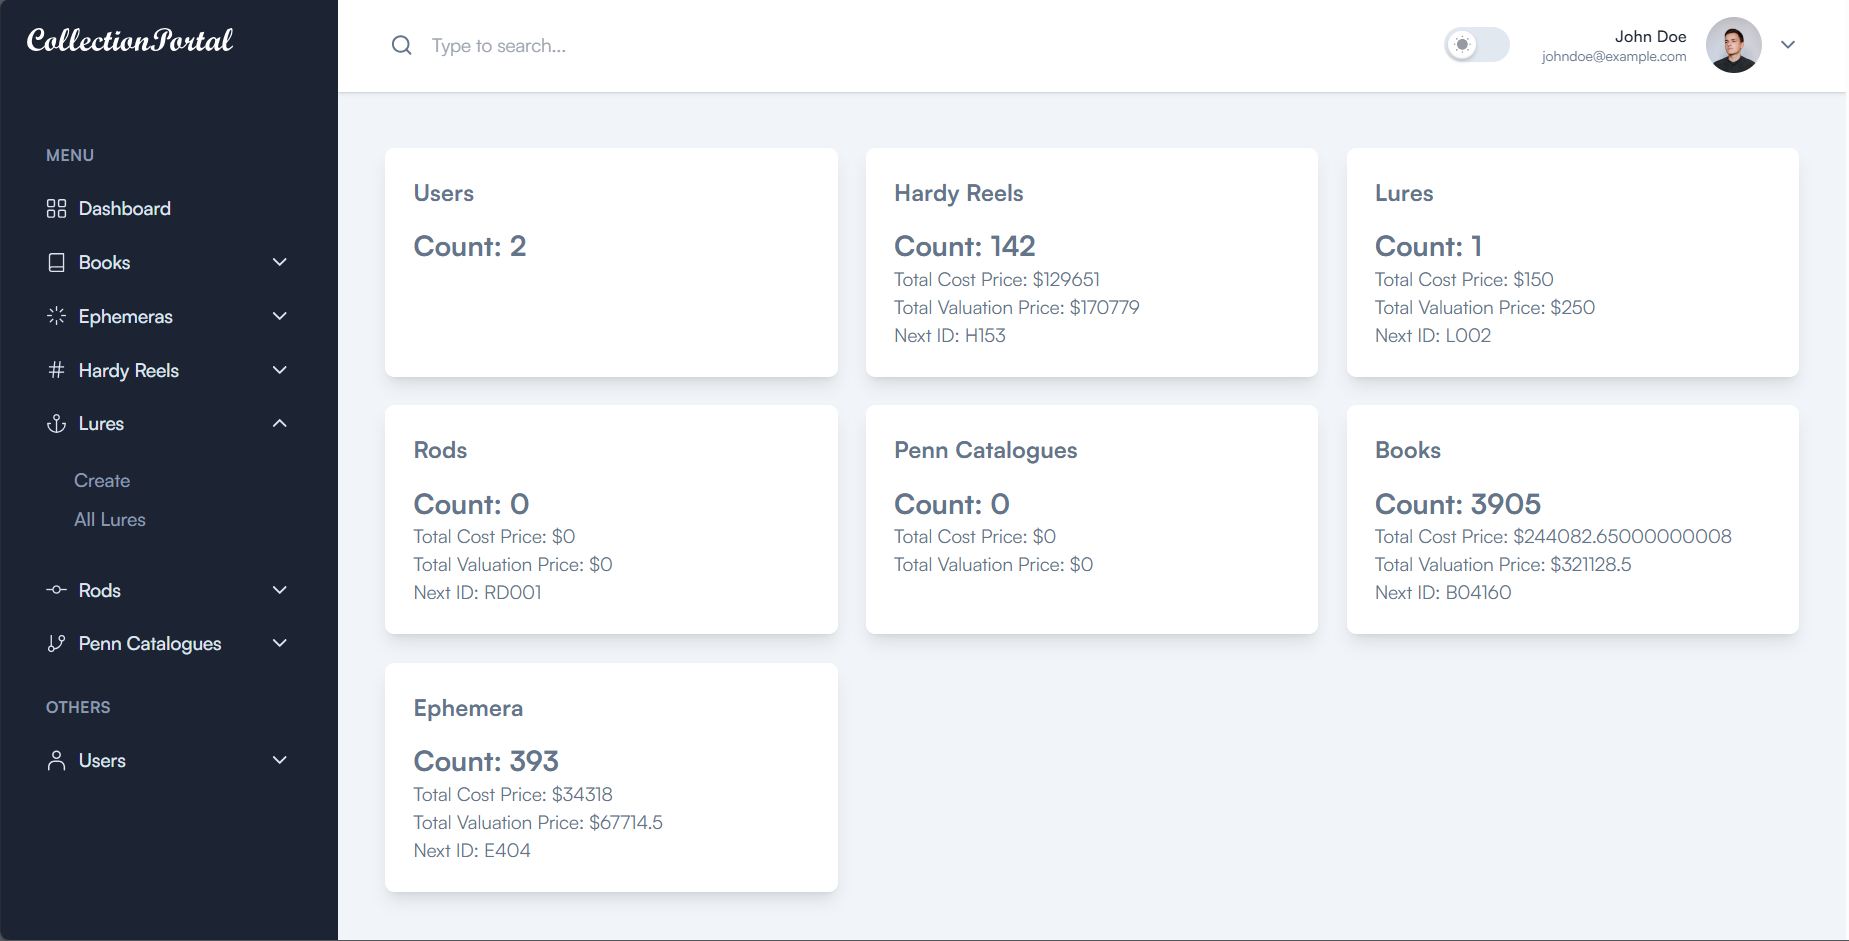 CollectionPortal
Type to search...
John Doe
johndoe@example.com
MENU
Dashboard
Books
Ephemeras
Hardy Reels
Lures
Create
All Lures
Rods
Penn Catalogues
OTHERS
Users
Users
Count: 2
Hardy Reels
Count: 142
Total Cost Price: $129651
Total Valuation Price: $170779
Next ID: H153
Lures
Count: 1
Total Cost Price: $150
Total Valuation Price: $250
Next ID: L002
Rods
Count: 0
Total Cost Price: $0
Total Valuation Price: $0
Next ID: RD001
Penn Catalogues
Count: 0
Total Cost Price: $0
Total Valuation Price: $0
Books
Count: 3905
Total Cost Price: $244082.65000000008
Total Valuation Price: $321128.5
Next ID: B04160
Ephemera
Count: 393
Total Cost Price: $34318
Total Valuation Price: $67714.5
Next ID: E404